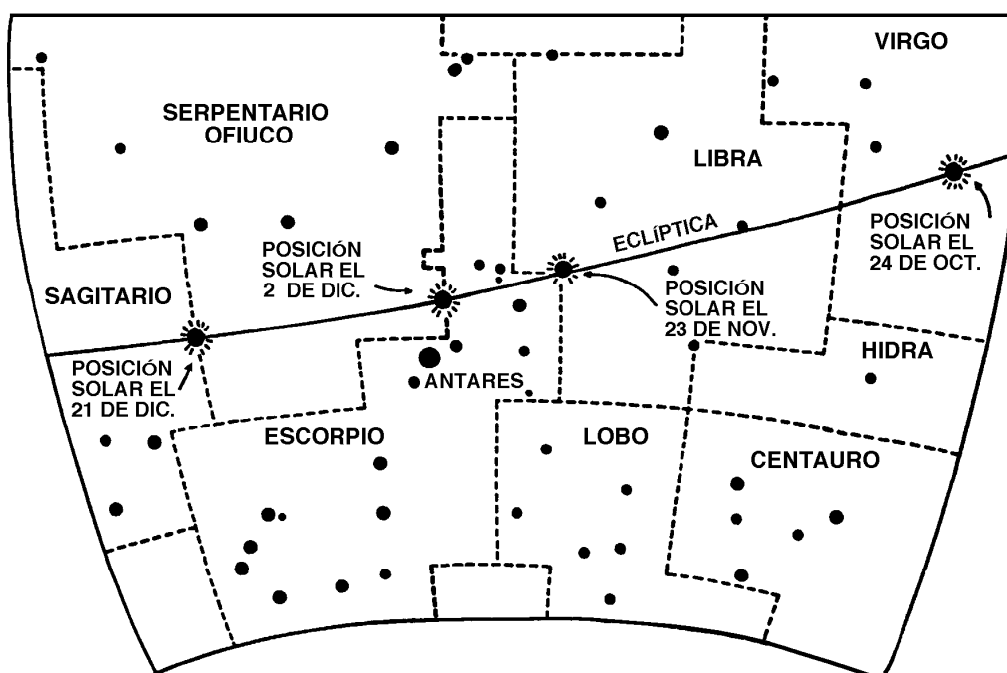 VIRGO
SERPENTARIO
OFIUCO
LIBRA
ECLÍPTICA
POSICIÓN
SOLAR EL
24 DE OCT.
POSICIÓN
SOLAR EL
2 DE DIC.
SAGITARIO
POSICIÓN
SOLAR EL
23 DE NOV.
HIDRA
POSICIÓN
SOLAR EL
21 DE DIC.
ANTARES
ESCORPIO
LOBO
CENTAURO